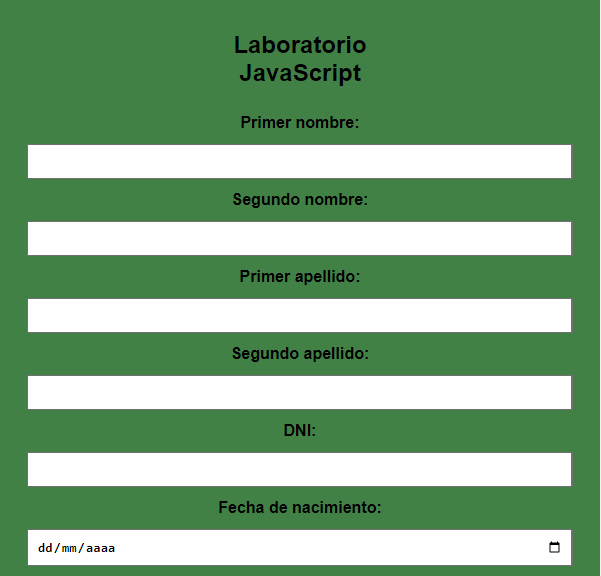 Laboratorio
JavaScript
Primer nombre:
Segundo nombre:
Primer apellido:
Segundo apellido:
DNI:
Fecha de nacimiento:
dd/mm/aaaa